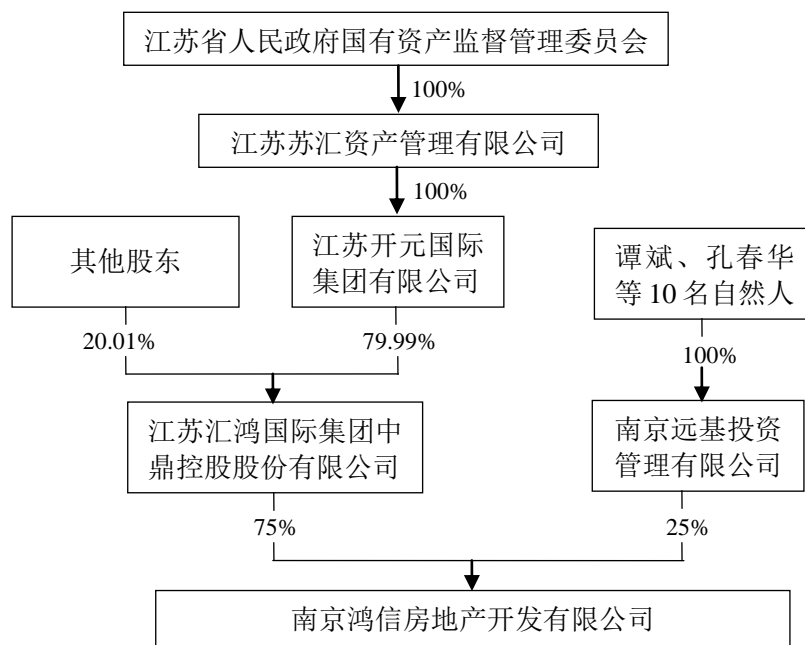 江苏省人民政府国有资产监督管理委员会
100%
江苏苏汇资产管理有限公司
100%
其他股东
江苏开元国际
集团有限公司
谭斌、孔春华
等 10 名自然人
20.01%
79.99%
100%
江苏汇鸿国际集团中
鼎控股股份有限公司
南京远基投资
管理有限公司
75%
25%
南京鸿信房地产开发有限公司